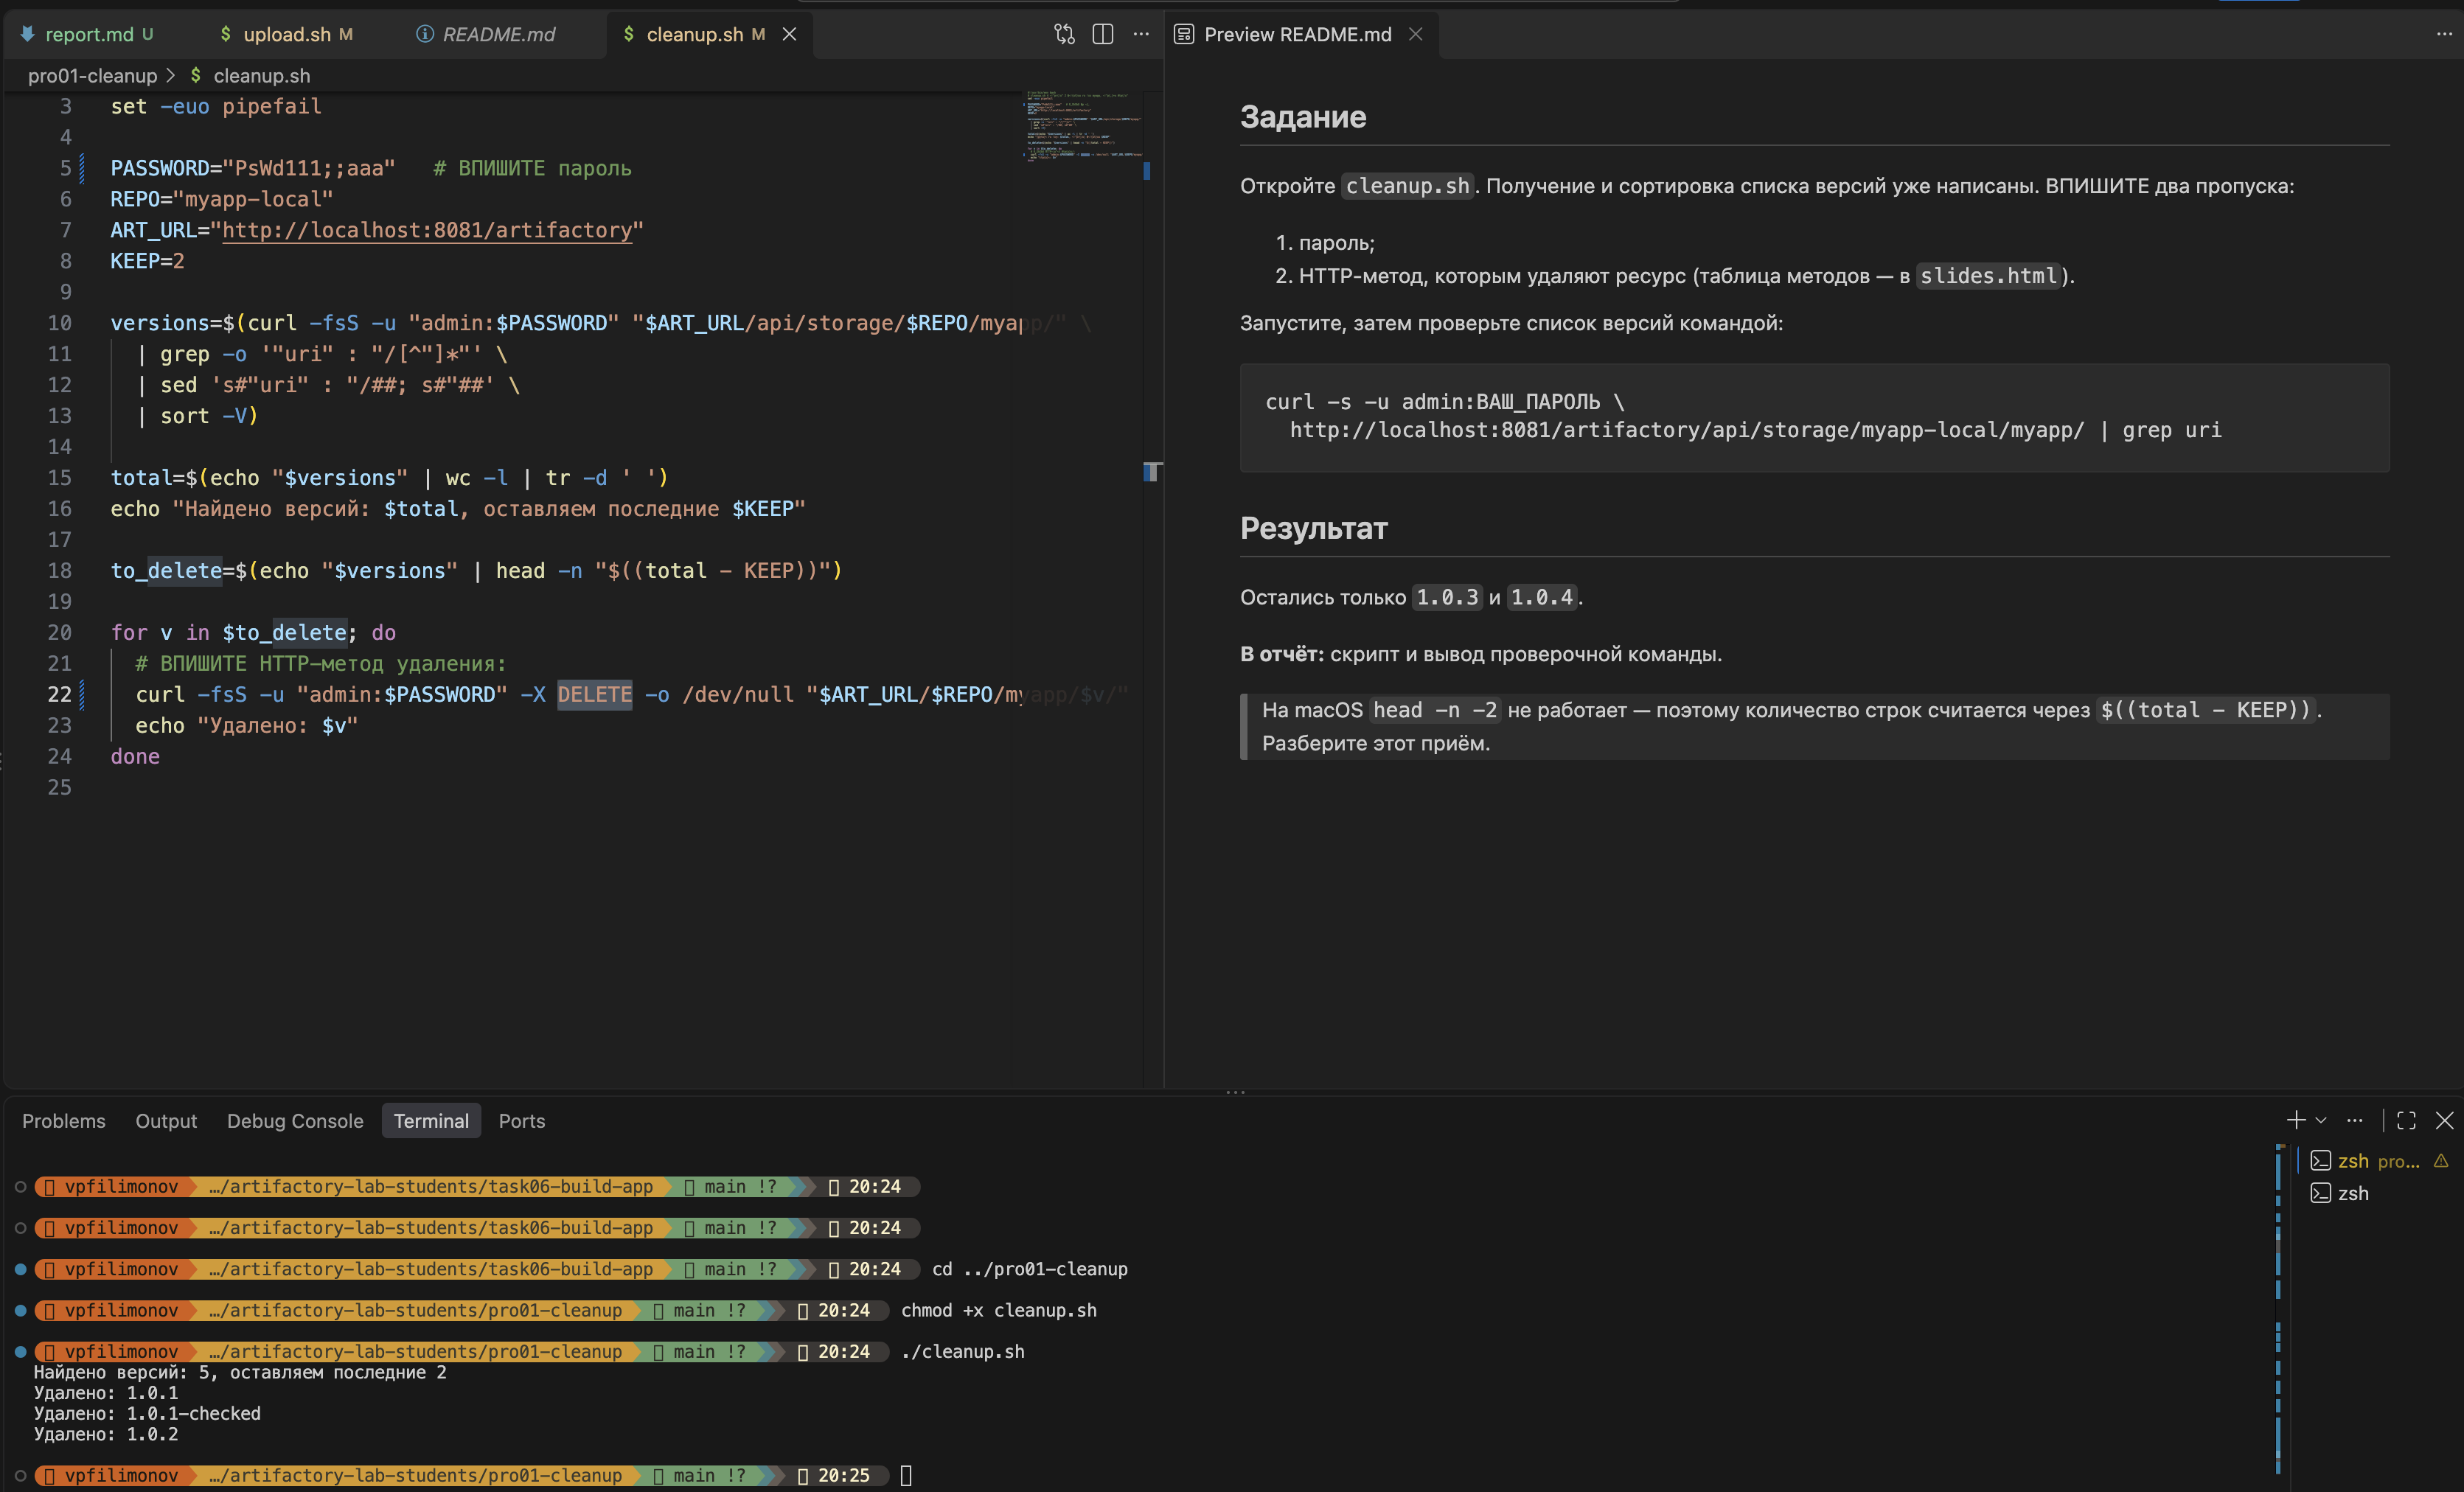 report.md U
$ upload.sh M
README.md
$ cleanup.sh M
Preview README.md
pro01-cleanup > $ cleanup.sh
3 set -euo pipefail
4
5 PASSWORD="PsWd111;;aaa" # ВПИШИТЕ пароль
6 REPO="myapp-local"
7 ART_URL="http://localhost:8081/artifactory"
8 KEEP=2
9
10 versions=$(curl -fsS -u "admin:$PASSWORD" "$ART_URL/api/storage/$REPO/myapp/" \
11 | grep -o '"uri" : "/[^"]*"' \
12 | sed 's#"uri" : "/##; s#"##' \
13 | sort -V)
14
15 total=$(echo "$versions" | wc -l | tr -d ' ')
16 echo "Найдено версий: $total, оставляем последние $KEEP"
17
18 to_delete=$(echo "$versions" | head -n "$((total - KEEP))")
19
20 for v in $to_delete; do
21 # ВПИШИТЕ HTTP-метод удаления:
22 curl -fsS -u "admin:$PASSWORD" -X DELETE -o /dev/null "$ART_URL/$REPO/myapp/$v/"
23 echo "Удалено: $v"
24 done
25
Задание
Откройте cleanup.sh. Получение и сортировка списка версий уже написаны. ВПИШИТЕ два пропуска:
1. пароль;
2. HTTP-метод, которым удаляют ресурс (таблица методов — в slides.html).
Запустите, затем проверьте список версий командой:
curl -s -u admin:ВАШ_ПАРОЛЬ \
http://localhost:8081/artifactory/api/storage/myapp-local/myapp/ | grep uri
Результат
Остались только 1.0.3 и 1.0.4.
В отчёт: скрипт и вывод проверочной команды.
На macOS head -n -2 не работает — поэтому количество строк считается через $((total - KEEP)).
Разберите этот приём.
Problems Output Debug Console Terminal Ports
zsh pro...
zsh
vpfilimonov …/artifactory-lab-students/task06-build-app main !? 20:24
vpfilimonov …/artifactory-lab-students/task06-build-app main !? 20:24
vpfilimonov …/artifactory-lab-students/task06-build-app main !? 20:24 cd ../pro01-cleanup
vpfilimonov …/artifactory-lab-students/pro01-cleanup main !? 20:24 chmod +x cleanup.sh
vpfilimonov …/artifactory-lab-students/pro01-cleanup main !? 20:24 ./cleanup.sh
Найдено версий: 5, оставляем последние 2
Удалено: 1.0.1
Удалено: 1.0.1-checked
Удалено: 1.0.2
vpfilimonov …/artifactory-lab-students/pro01-cleanup main !? 20:25